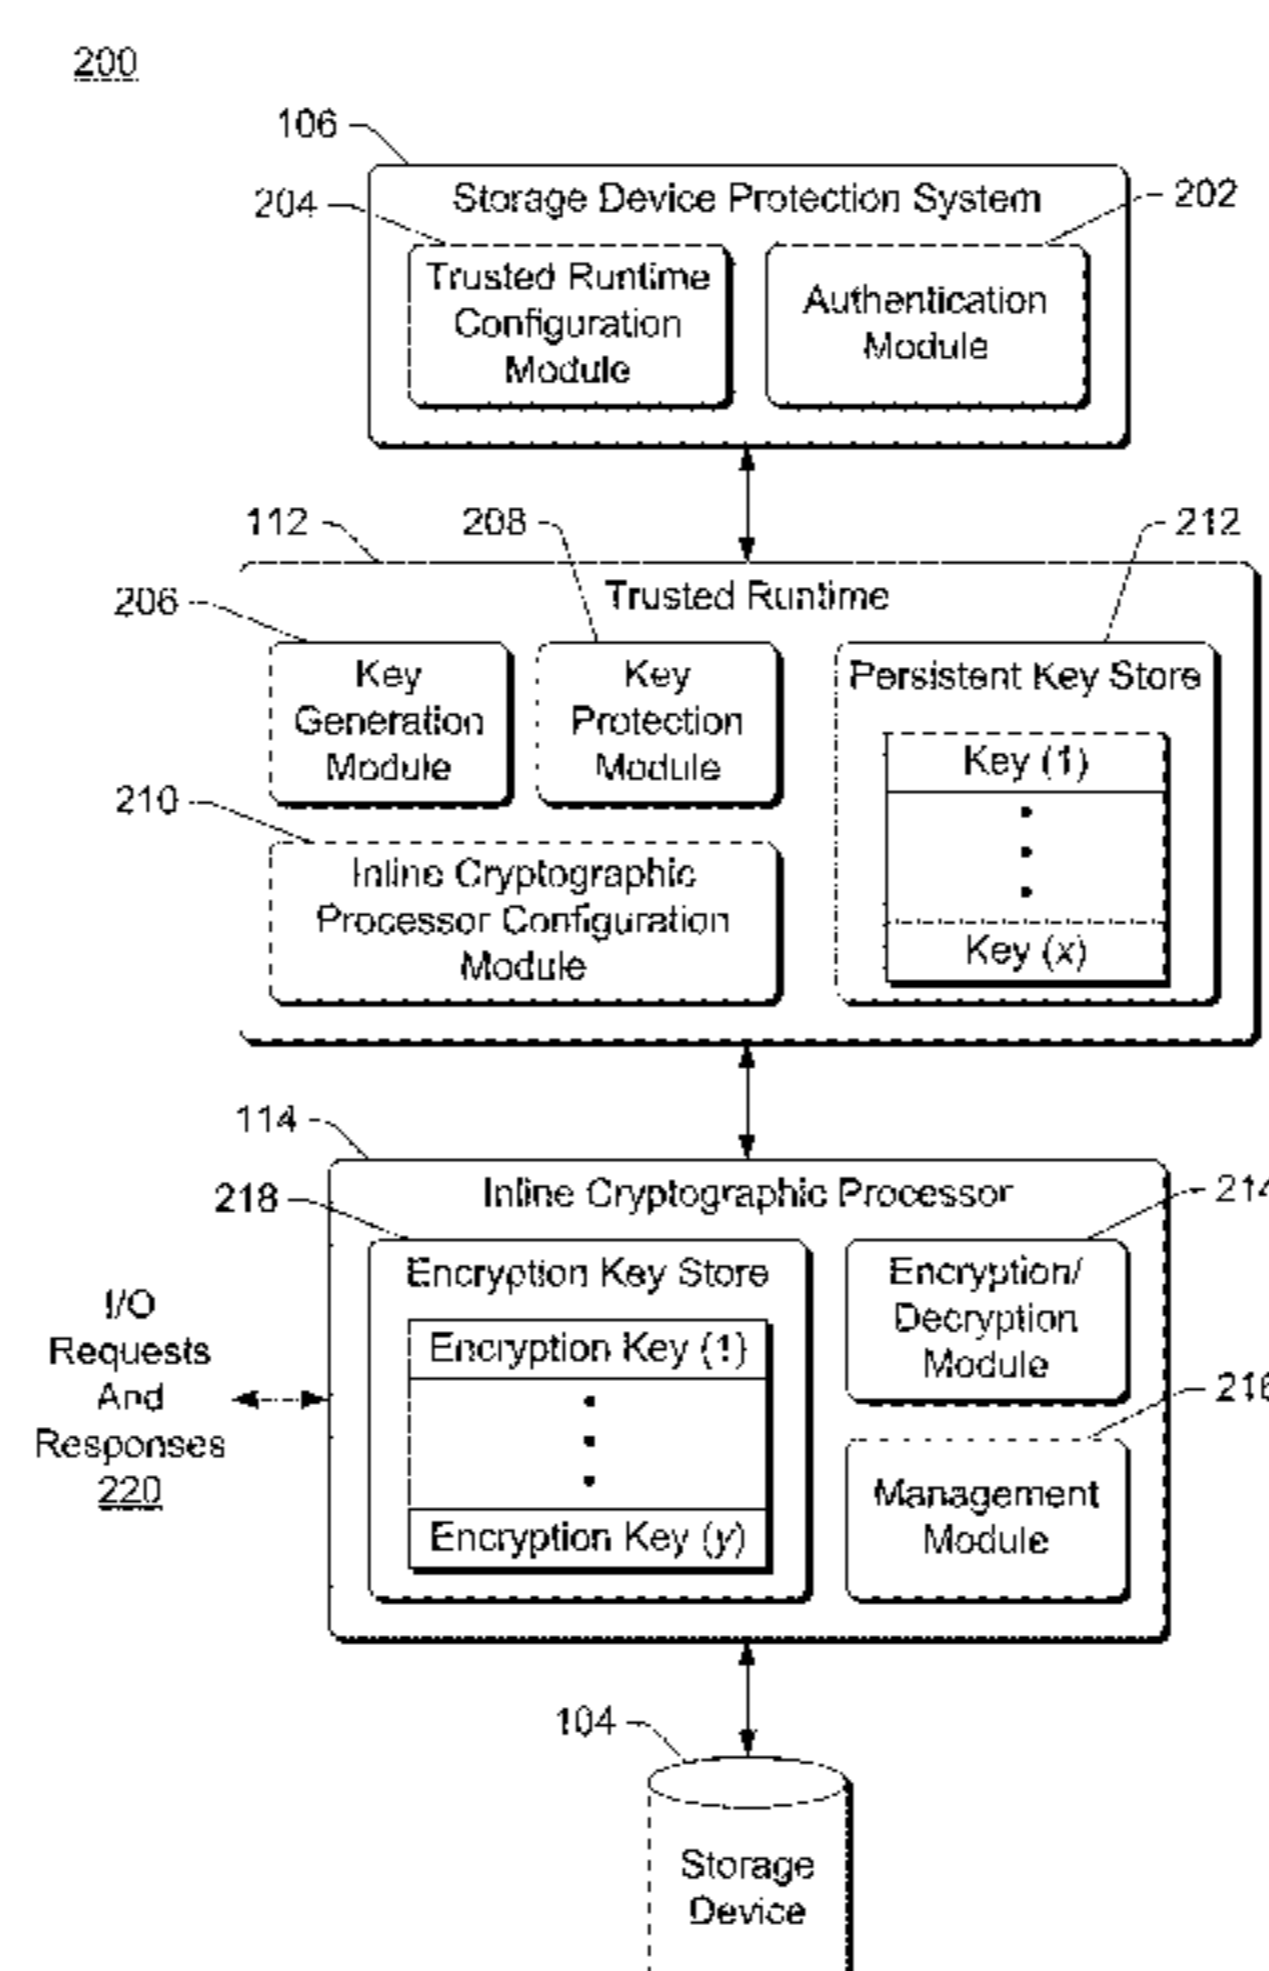 200
106
Storage Device Protection System
204
202
Trusted Runtime
Configuration
Module
Authentication
Module
112
208
212
Trusted Runtime
206
Key
Generation
Module
Key
Protection
Module
Persistent Key Store
Key (1)
Key (x)
210
Inline Cryptographic
Processor Configuration
Module
114
Inline Cryptographic Processor
218
214
Encryption Key Store
Encryption Key (1)
Encryption Key (y)
Encryption/
Decryption
Module
216
Management
Module
I/O
Requests
And
Responses
220
104
Storage
Device